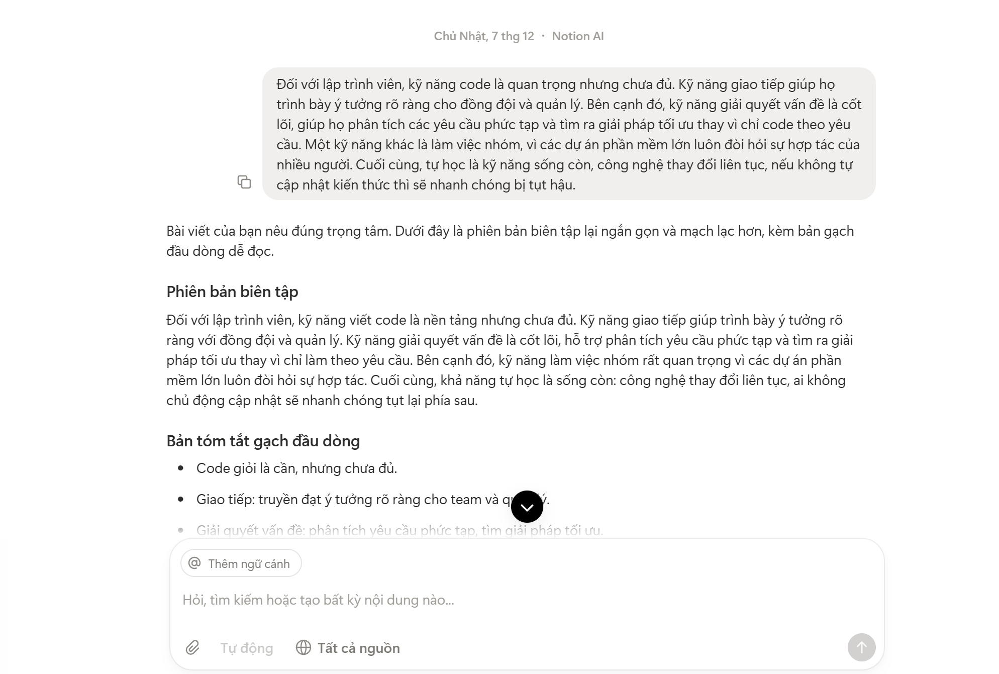 Chủ Nhật, 7 thg 12 · Notion AI
Đối với lập trình viên, kỹ năng code là quan trọng nhưng chưa đủ. Kỹ năng giao tiếp giúp họ
trình bày ý tưởng rõ ràng cho đồng đội và quản lý. Bên cạnh đó, kỹ năng giải quyết vấn đề là cốt
lõi, giúp họ phân tích các yêu cầu phức tạp và tìm ra giải pháp tối ưu thay vì chỉ code theo yêu
cầu. Một kỹ năng khác là làm việc nhóm, vì các dự án phần mềm lớn luôn đòi hỏi sự hợp tác của
nhiều người. Cuối cùng, tự học là kỹ năng sống còn, công nghệ thay đổi liên tục, nếu không tự
cập nhật kiến thức thì sẽ nhanh chóng bị tụt hậu.
Bài viết của bạn nêu đúng trọng tâm. Dưới đây là phiên bản biên tập lại ngắn gọn và mạch lạc hơn, kèm bản gạch
đầu dòng dễ đọc.
Phiên bản biên tập
Đối với lập trình viên, kỹ năng viết code là nền tảng nhưng chưa đủ. Kỹ năng giao tiếp giúp trình bày ý tưởng rõ
ràng với đồng đội và quản lý. Kỹ năng giải quyết vấn đề là cốt lõi, hỗ trợ phân tích yêu cầu phức tạp và tìm ra giải
pháp tối ưu thay vì chỉ làm theo yêu cầu. Bên cạnh đó, kỹ năng làm việc nhóm rất quan trọng vì các dự án phần
mềm lớn luôn đòi hỏi sự hợp tác. Cuối cùng, khả năng tự học là sống còn: công nghệ thay đổi liên tục, ai không
chủ động cập nhật sẽ nhanh chóng tụt lại phía sau.
Bản tóm tắt gạch đầu dòng
• Code giỏi là cần, nhưng chưa đủ.
• Giao tiếp: truyền đạt ý tưởng rõ ràng cho team và
• Giải quyết vấn đề: phân tích yêu cầu phức tạp, tìm giải pháp tối ưu.
@ Thêm ngữ cảnh
Hỏi, tìm kiếm hoặc tạo bất kỳ nội dung nào...
Tự động Tất cả nguồn